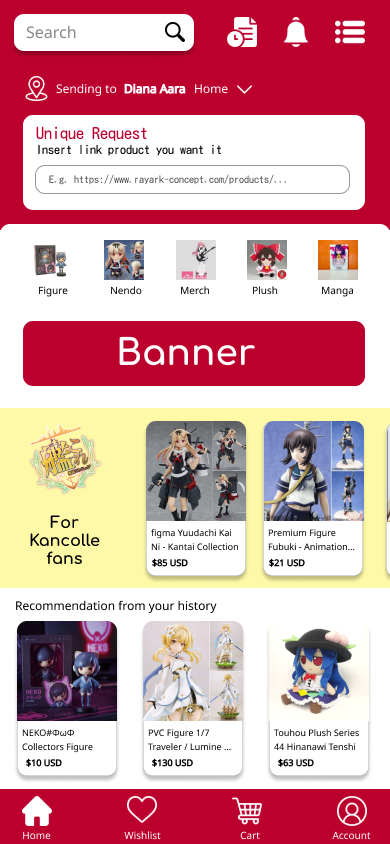 Search
Sending to Diana Aara Home
Unique Request
Insert link product you want it
E.g. https://www.rayark-concept.com/products/...
Figure
Nendo
Merch
Plush
Manga
Banner
For
Kancolle
fans
figma Yuudachi Kai
Ni - Kantai Collection
$85 USD
Premium Figure
Fubuki - Animation...
$21 USD
Recommendation from your history
NEKO
NEKO#ΦωΦ
Collectors Figure
$10 USD
PVC Figure 1/7
Traveler / Lumine ...
$130 USD
Touhou Plush Series
44 Hinanawi Tenshi
$63 USD
Home
Wishlist
Cart
Account